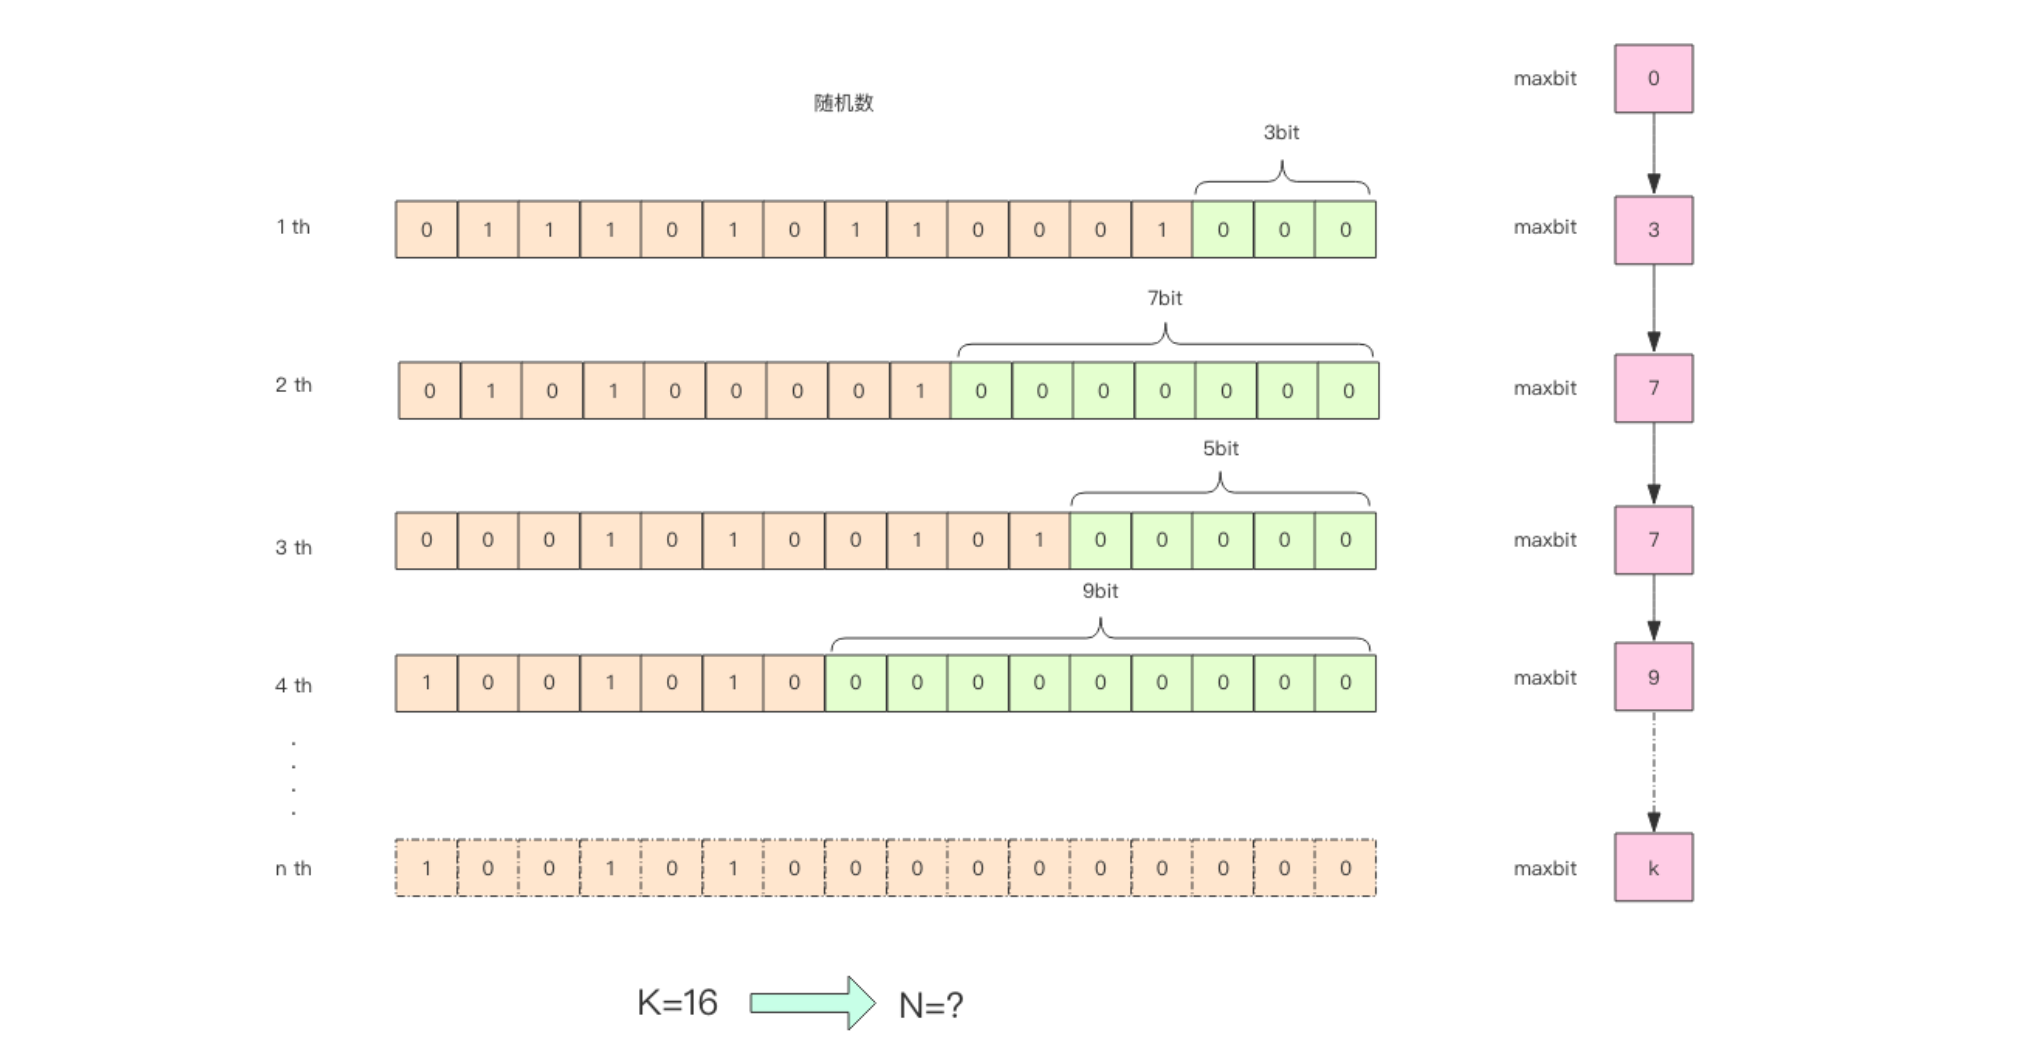 maxbit 0
随机数
3bit
1 th 0 1 1 1 0 1 0 1 1 0 0 0 1 0 0 0 maxbit 3
7bit
2 th 0 1 0 1 0 0 0 0 1 0 0 0 0 0 0 0 maxbit 7
5bit
3 th 0 0 0 1 0 1 0 0 1 0 1 0 0 0 0 0 maxbit 7
9bit
4 th 1 0 0 1 0 1 0 0 0 0 0 0 0 0 0 0 maxbit 9
.
.
.
.
n th 1 0 0 1 0 1 0 0 0 0 0 0 0 0 0 0 maxbit k
K=16 N=?